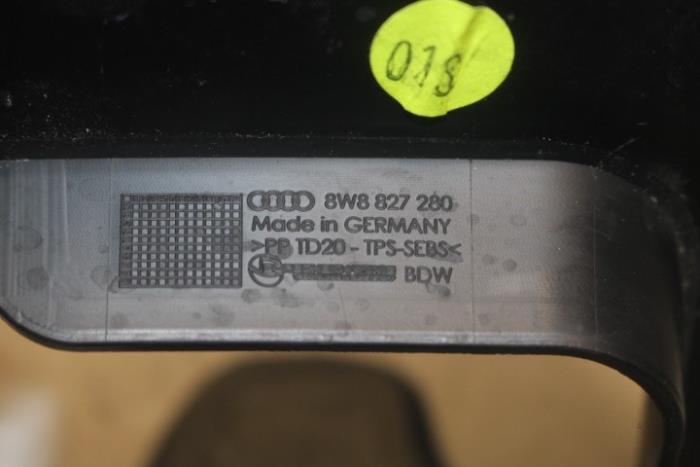 018
8W8 827 280
Made in GERMANY
>PP TD20 - TPS-SEBS<
BDW